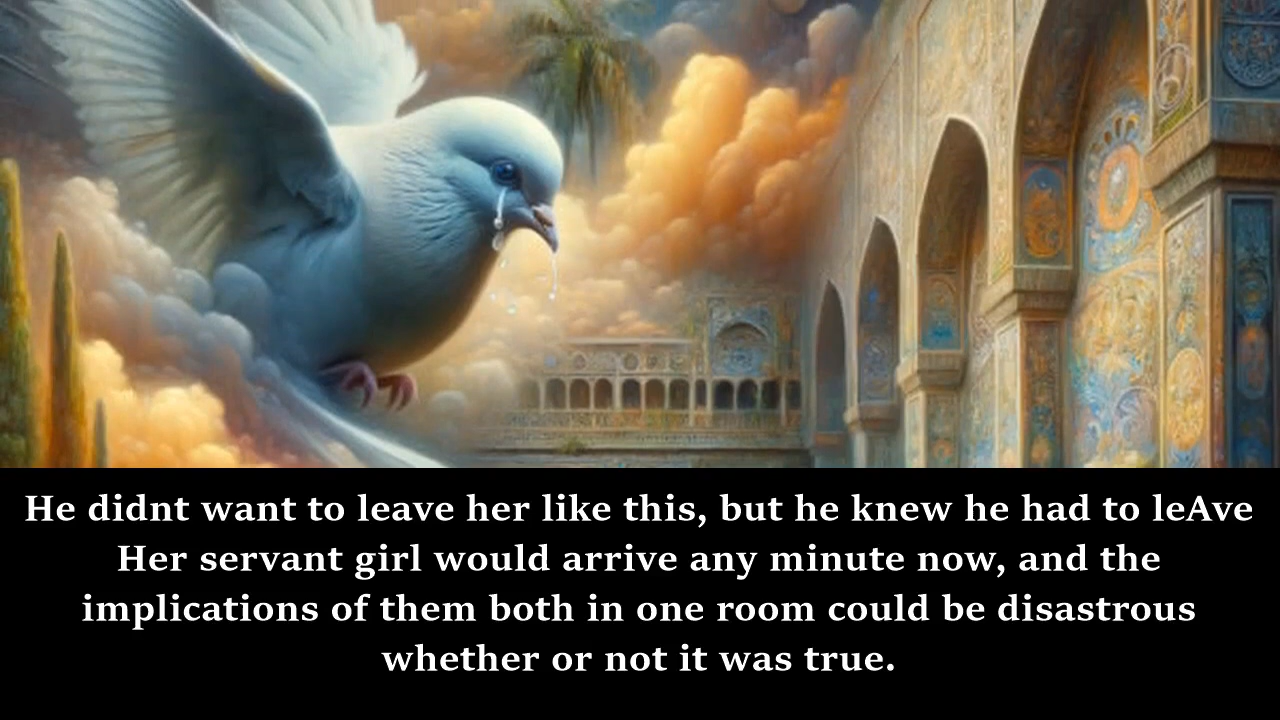 He didnt want to leave her like this, but he knew he had to leAve
Her servant girl would arrive any minute now, and the
implications of them both in one room could be disastrous
whether or not it was true.